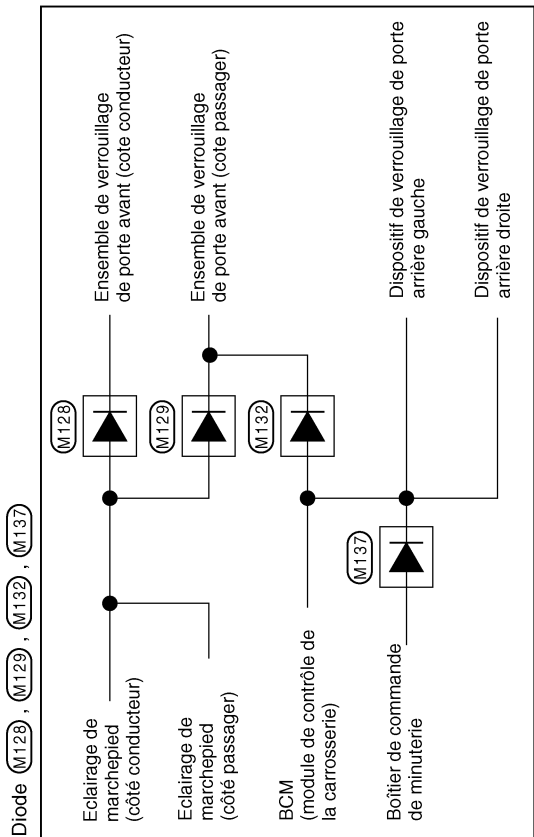 Diode M128 , M129 , M132 , M137
Eclairage de
marchepied
(côté conducteur)
Eclairage de
marchepied
(côté passager)
BCM
(module de contrôle de
la carrosserie)
Boîtier de commande
de minuterie
M128
M129
M132
M137
Ensemble de verrouillage
de porte avant (cote conducteur)
Ensemble de verrouillage
de porte avant (cote passager)
Dispositif de verrouillage de porte
arrière gauche
Dispositif de verrouillage de porte
arrière droite